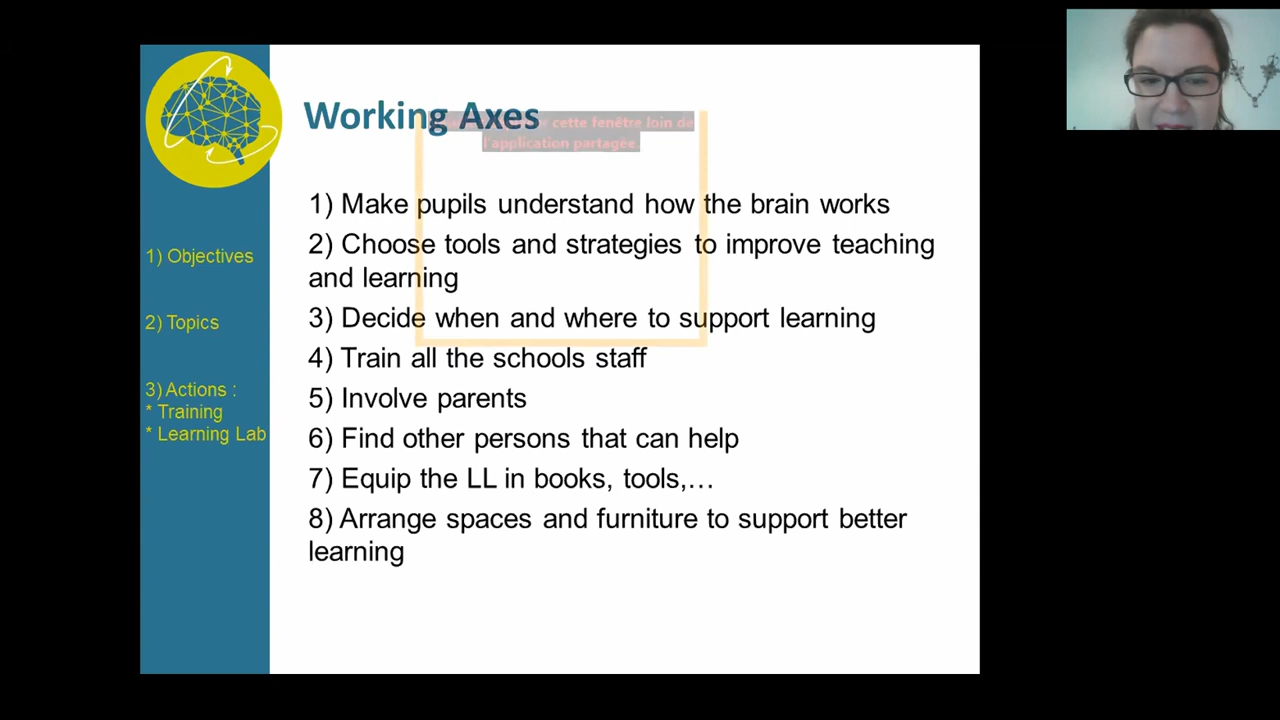 Working Axes
cette fenêtre loin de
l'application partagée.
1) Make pupils understand how the brain works
2) Choose tools and strategies to improve teaching
and learning
3) Decide when and where to support learning
4) Train all the schools staff
5) Involve parents
6) Find other persons that can help
7) Equip the LL in books, tools,…
8) Arrange spaces and furniture to support better
learning
1) Objectives
2) Topics
3) Actions :
* Training
* Learning Lab